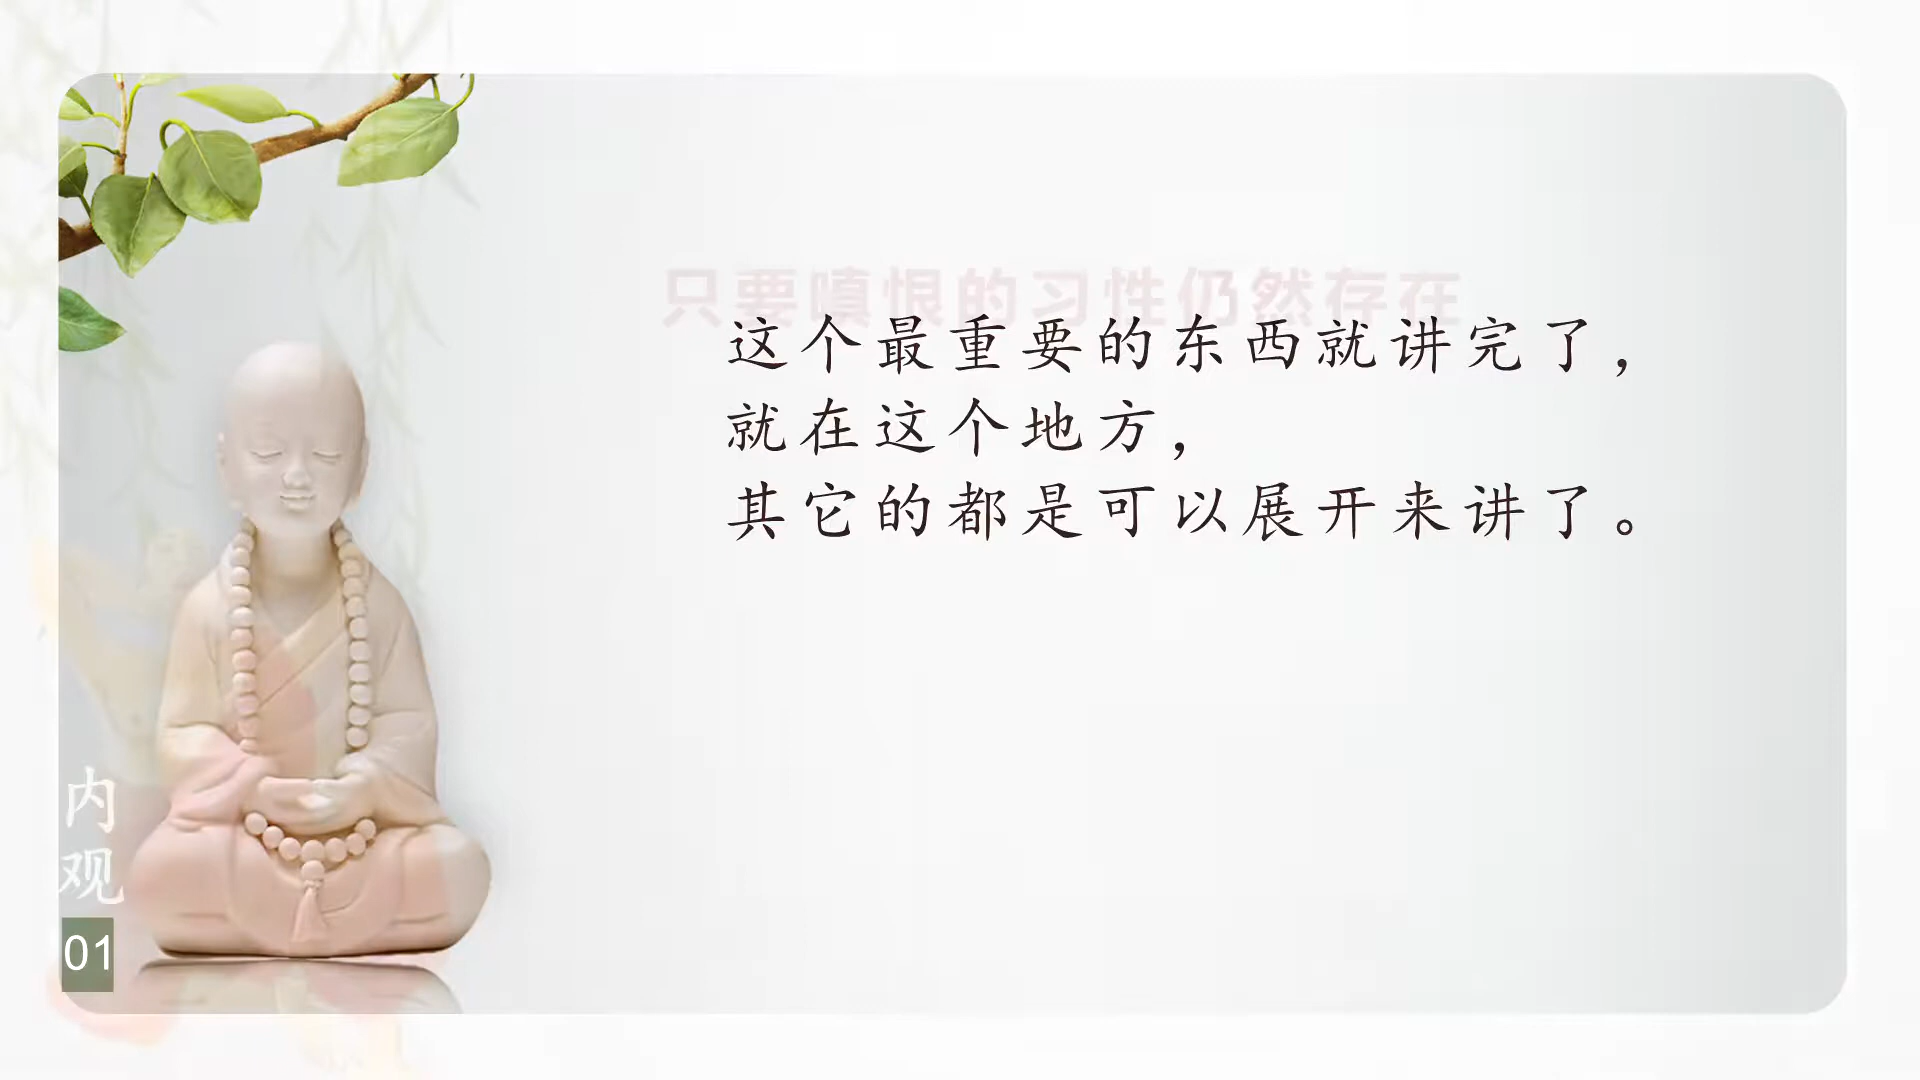 只要嗔恨的习性仍然存在
这个最重要的东西就讲完了，
就在这个地方，
其它的都是可以展开来讲了。
内观
01